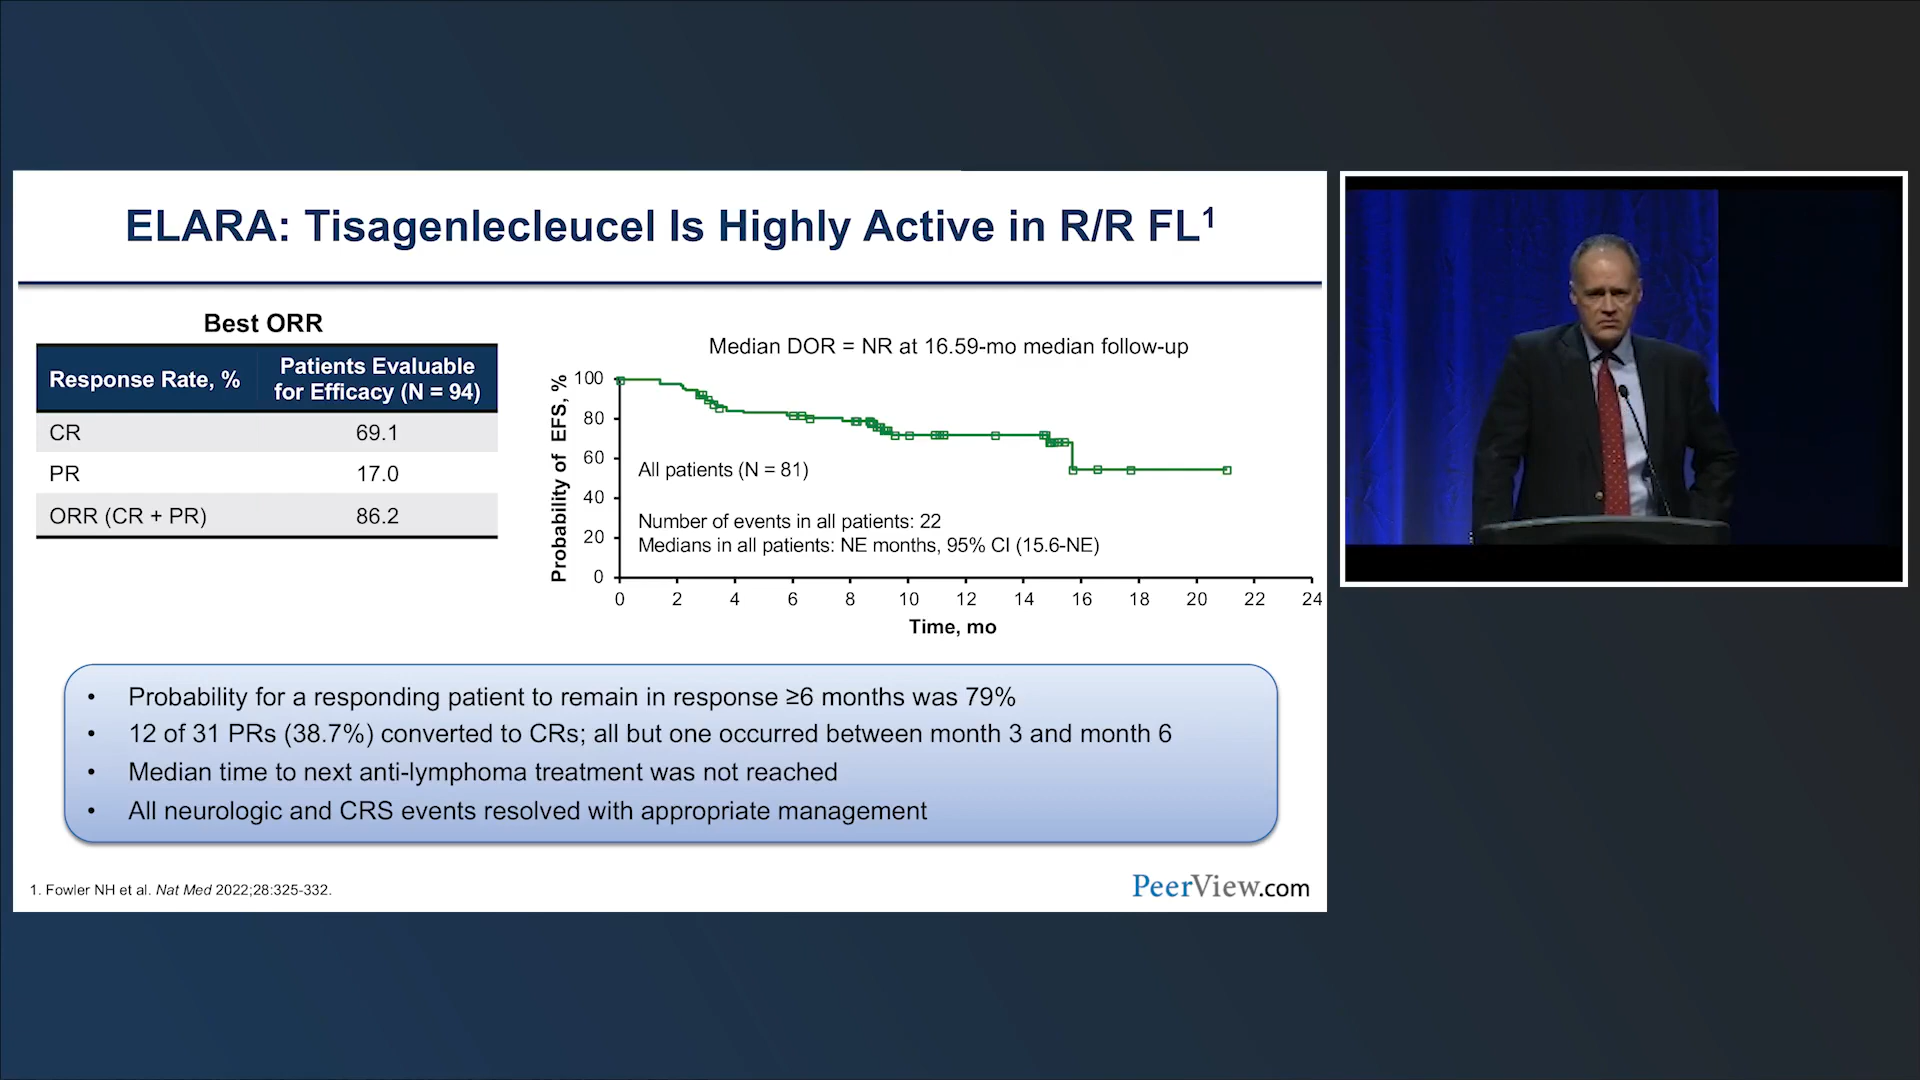 ELARA: Tisagenlecleucel Is Highly Active in R/R FL¹
Best ORR
Response Rate, %
Patients Evaluable
for Efficacy (N = 94)
CR 69.1
PR 17.0
ORR (CR + PR) 86.2
Median DOR = NR at 16.59-mo median follow-up
Probability of EFS, %
100
80
60
40
20
0
All patients (N = 81)
Number of events in all patients: 22
Medians in all patients: NE months, 95% CI (15.6-NE)
0 2 4 6 8 10 12 14 16 18 20 22 24
Time, mo
• Probability for a responding patient to remain in response ≥6 months was 79%
• 12 of 31 PRs (38.7%) converted to CRs; all but one occurred between month 3 and month 6
• Median time to next anti-lymphoma treatment was not reached
• All neurologic and CRS events resolved with appropriate management
1. Fowler NH et al. Nat Med 2022;28:325-332.
PeerView.com